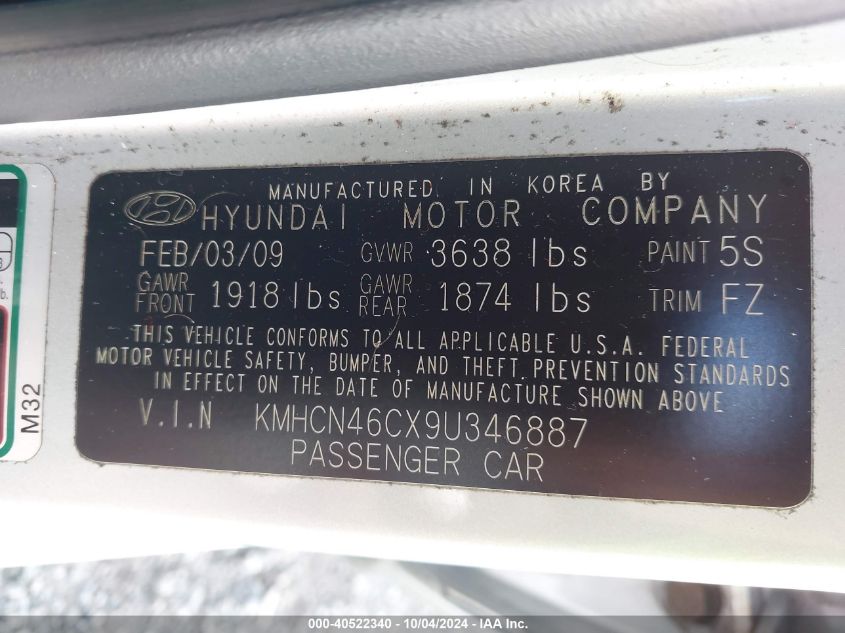 MANUFACTURED IN KOREA BY
HYUNDAI MOTOR COMPANY
FEB/03/09 GVWR 3638 lbs PAINT 5S
GAWR FRONT 1918 lbs GAWR REAR 1874 lbs TRIM FZ
THIS VEHICLE CONFORMS TO ALL APPLICABLE U.S.A. FEDERAL
MOTOR VEHICLE SAFETY, BUMPER, AND THEFT PREVENTION STANDARDS
IN EFFECT ON THE DATE OF MANUFACTURE SHOWN ABOVE
V.I.N KMHCN46CX9U346887
PASSENGER CAR
M32
000-40522340 - 10/04/2024 - IAAI.com